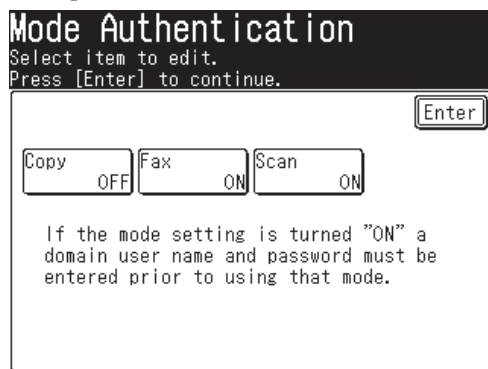 Mode Authentication
Select item to edit.
Press [Enter] to continue.
Enter
Copy OFF Fax ON Scan ON
If the mode setting is turned ”ON” a
domain user name and password must be
entered prior to using that mode.